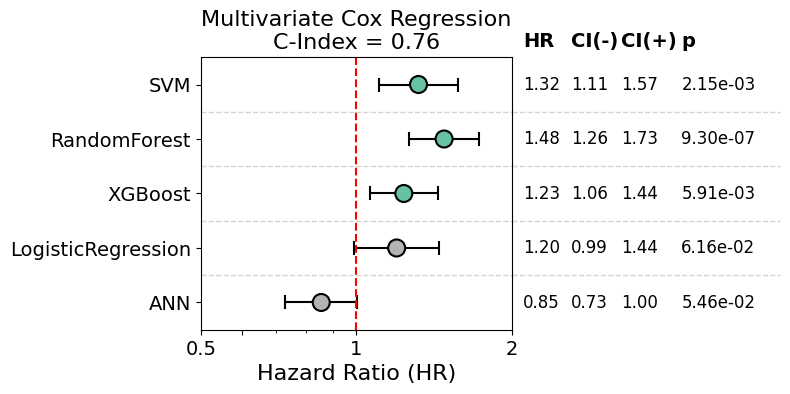 Multivariate Cox Regression
C-Index = 0.76
HR CI(-) CI(+) p
SVM 1.32 1.11 1.57 2.15e-03
RandomForest 1.48 1.26 1.73 9.30e-07
XGBoost 1.23 1.06 1.44 5.91e-03
LogisticRegression 1.20 0.99 1.44 6.16e-02
ANN 0.85 0.73 1.00 5.46e-02
0.5 1 2
Hazard Ratio (HR)